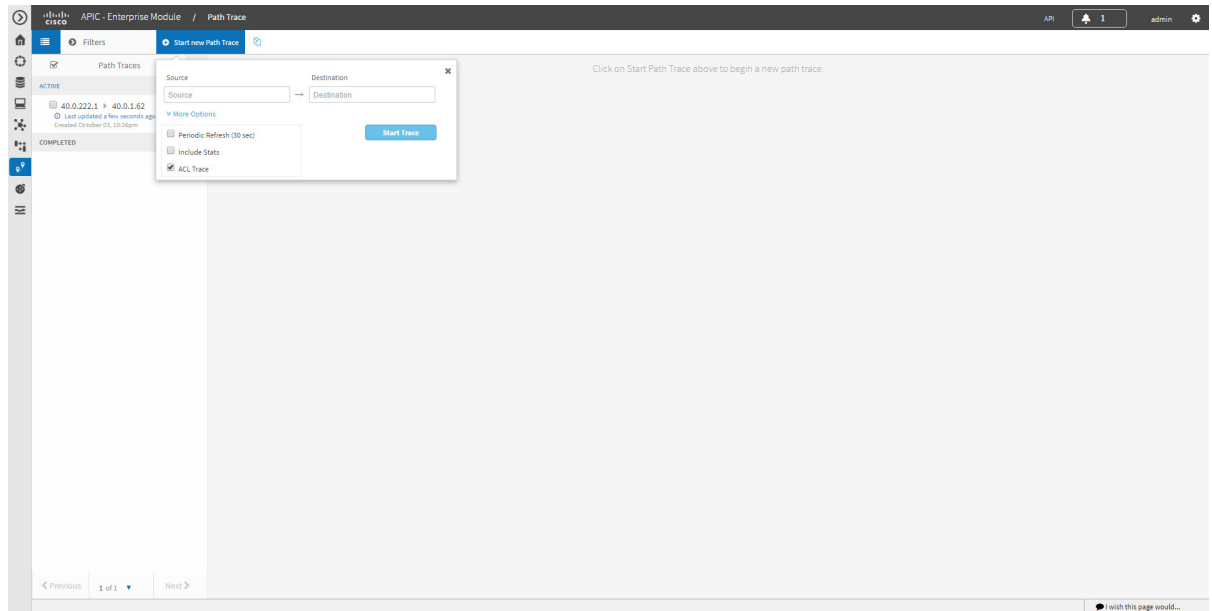 CISCO APIC - Enterprise Module / Path Trace API 1 admin
Filters Start new Path Trace
Path Traces
Click on Start Path Trace above to begin a new path trace.
ACTIVE
40.0.222.1 40.0.1.62
Last updated a few seconds ago
Created October 03, 10:26pm
COMPLETED
Source Destination
Source → Destination
More Options
Periodic Refresh (30 sec)
Start Trace
Include Stats
ACL Trace
Previous 1 of 1 Next
I wish this page would...